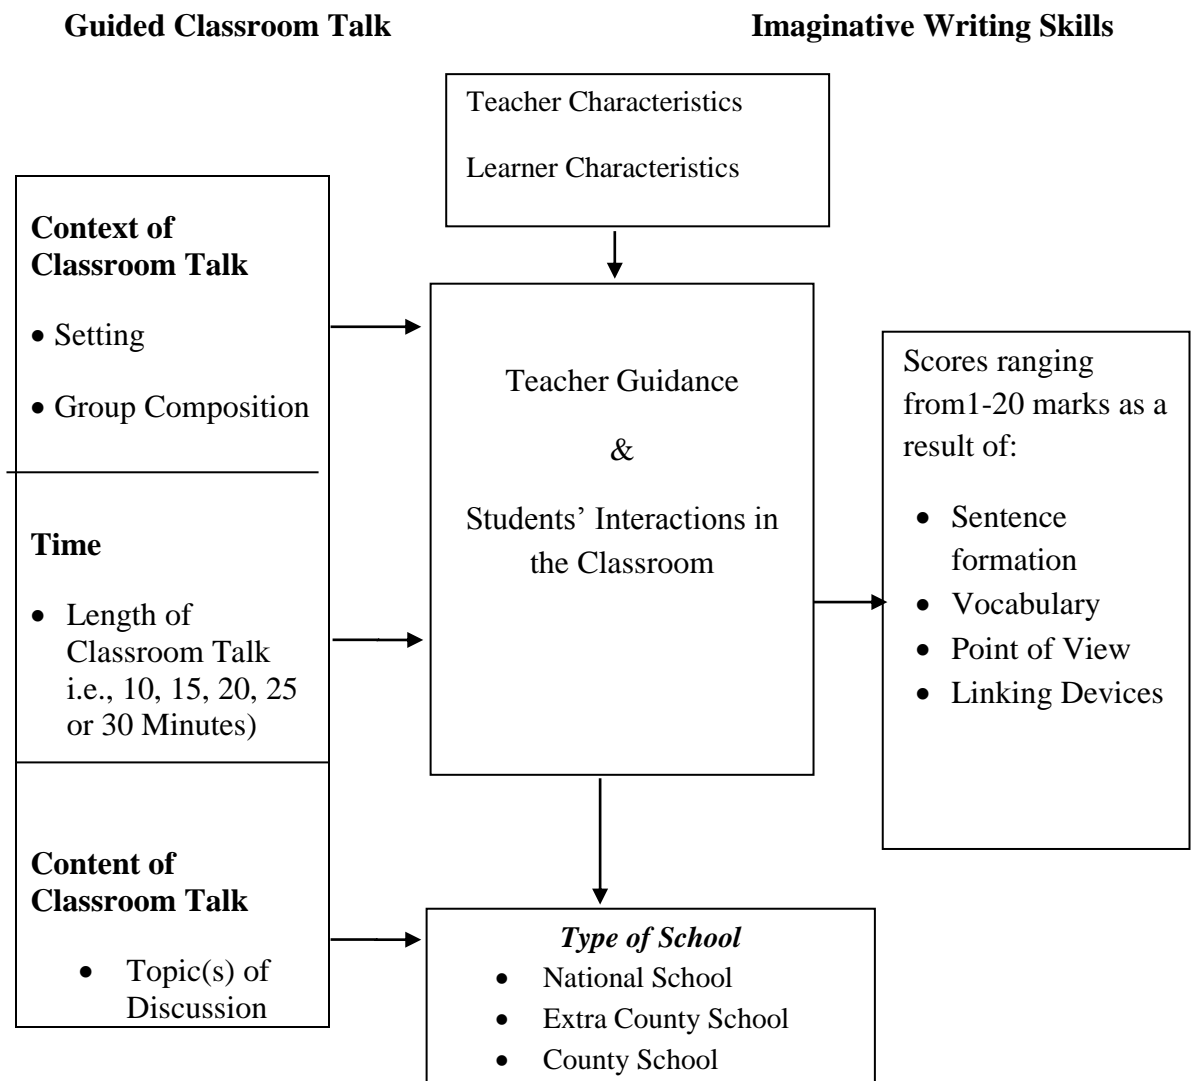 Guided Classroom Talk
Imaginative Writing Skills
Teacher Characteristics
Learner Characteristics
Context of
Classroom Talk
• Setting
• Group Composition
Time
• Length of
Classroom Talk
i.e., 10, 15, 20, 25
or 30 Minutes)
Content of
Classroom Talk
• Topic(s) of
Discussion
Teacher Guidance
&
Students’ Interactions in
the Classroom
Type of School
• National School
• Extra County School
• County School
Scores ranging
from1-20 marks as a
result of:
• Sentence
formation
• Vocabulary
• Point of View
• Linking Devices